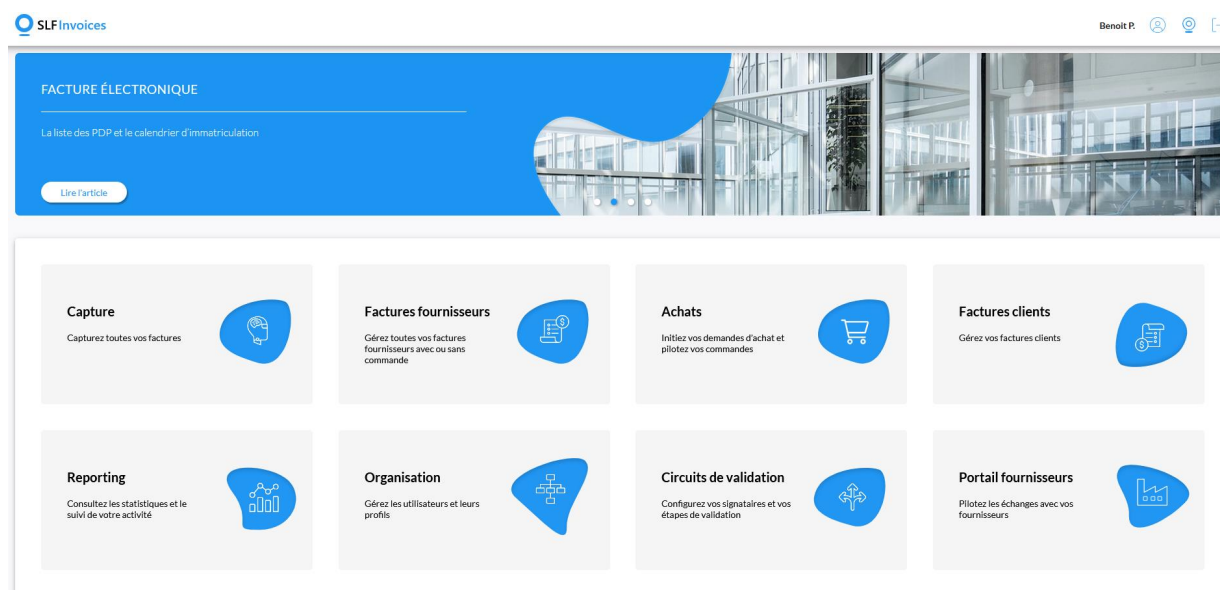 SLF Invoices
Benoit P.
FACTURE ÉLECTRONIQUE
La liste des PDP et le calendrier d'immatriculation
Lire l'article
Capture
Capturez toutes vos factures
Factures fournisseurs
Gérez toutes vos factures
fournisseurs avec ou sans
commande
Achats
Initiez vos demandes d'achat et
pilotez vos commandes
Factures clients
Gérez vos factures clients
Reporting
Consultez les statistiques et le
suivi de votre activité
Organisation
Gérez les utilisateurs et leurs
profils
Circuits de validation
Configurez vos signataires et vos
étapes de validation
Portail fournisseurs
Pilotez les échanges avec vos
fournisseurs